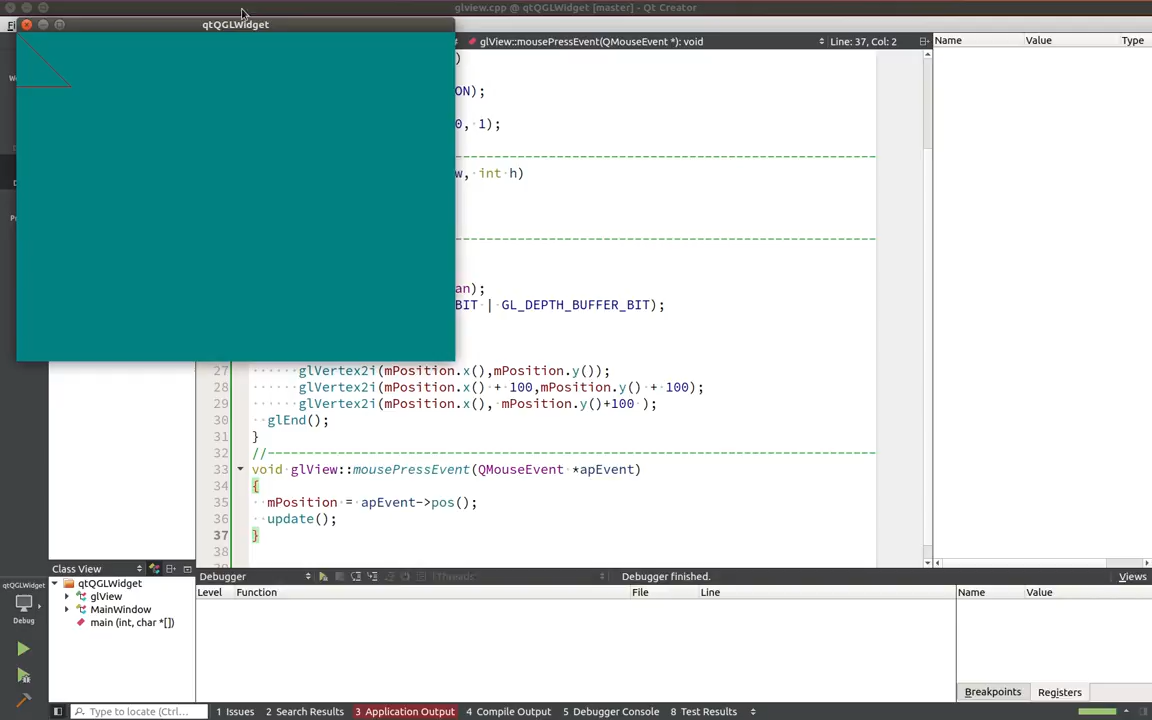 glview.cpp @ qtQGLWidget [master] - Qt Creator
qtQGLWidget
glView::mousePressEvent(QMouseEvent *): void
Line: 37, Col: 2
Name Value Type
)
ON);
0, 1);
w, int h)
an);
BIT | GL_DEPTH_BUFFER_BIT);
27 glVertex2i(mPosition.x(),mPosition.y());
28 glVertex2i(mPosition.x() + 100,mPosition.y() + 100);
29 glVertex2i(mPosition.x(), mPosition.y()+100 );
30 glEnd();
31 }
32 //------------------------------------------------------------------------------
33 void glView::mousePressEvent(QMouseEvent *apEvent)
34 {
35 mPosition = apEvent->pos();
36 update();
37 }
38
Class View
qtQGLWidget
glView
MainWindow
main (int, char *[])
qtQGLWidget
Debug
Debugger
Threads:
Debugger finished.
Views
Level Function File Line
Name Value
Breakpoints Registers
Type to locate (Ctrl...
1 Issues 2 Search Results 3 Application Output 4 Compile Output 5 Debugger Console 8 Test Results